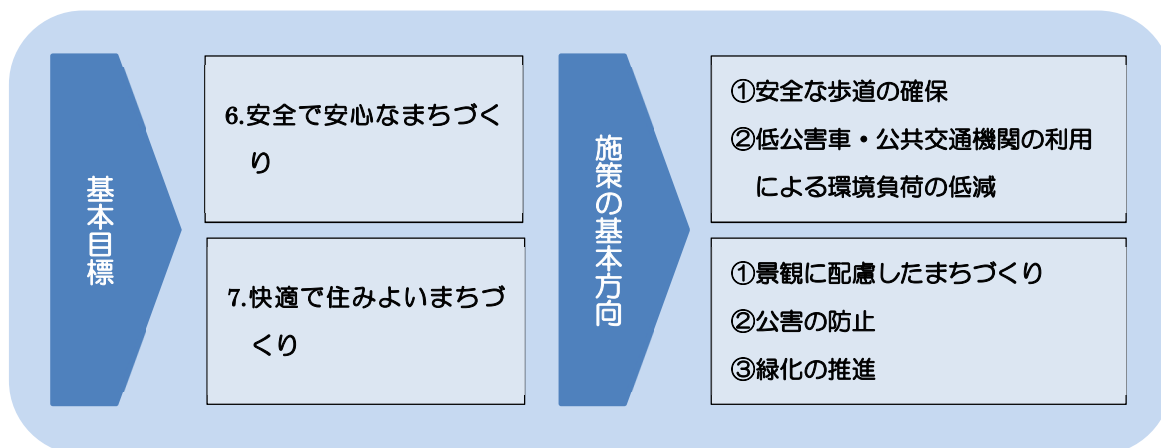 基本目標
6.安全で安心なまちづく
り
7.快適で住みよいまちづ
くり
施策の基本方向
①安全な歩道の確保
②低公害車・公共交通機関の利用
による環境負荷の低減
①景観に配慮したまちづくり
②公害の防止
③緑化の推進